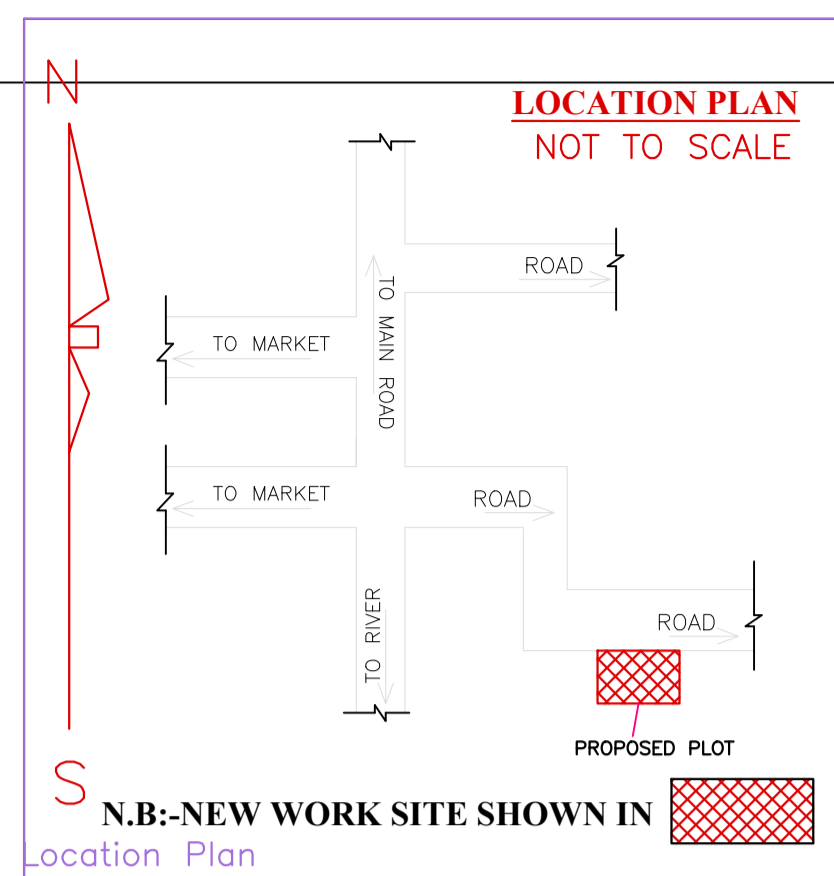 N
LOCATION PLAN
NOT TO SCALE
ROAD
TO MAIN ROAD
TO MARKET
TO MARKET
ROAD
TO RIVER
ROAD
PROPOSED PLOT
S
N.B:-NEW WORK SITE SHOWN IN
Location Plan